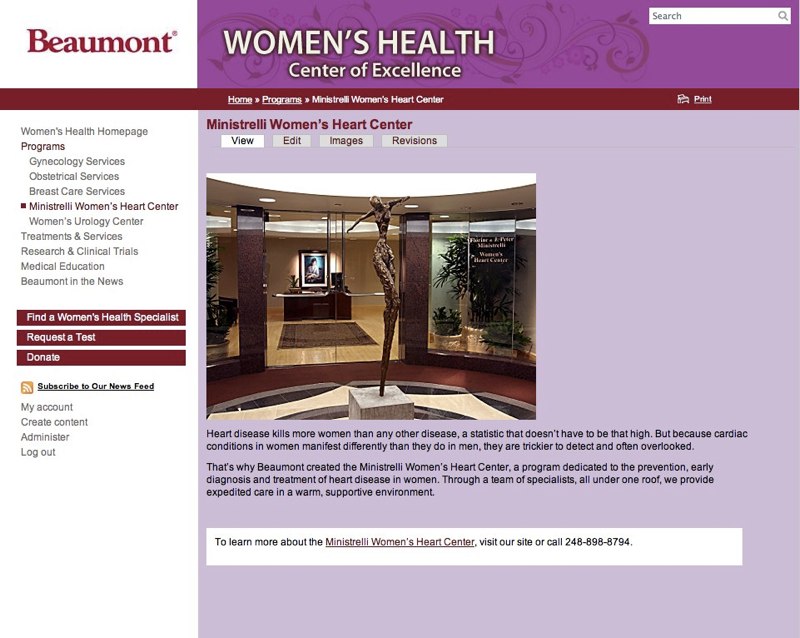 Beaumont®
WOMEN'S HEALTH
Center of Excellence
Search
Home » Programs » Ministrelli Women's Heart Center
Print
Women's Health Homepage
Programs
Gynecology Services
Obstetrical Services
Breast Care Services
Ministrelli Women's Heart Center
Women's Urology Center
Treatments & Services
Research & Clinical Trials
Medical Education
Beaumont in the News
Find a Women's Health Specialist
Request a Test
Donate
Subscribe to Our News Feed
My account
Create content
Administer
Log out
Ministrelli Women's Heart Center
View
Edit
Images
Revisions
Florine & J. Peter
Ministrelli
Women's
Heart Center
Heart disease kills more women than any other disease, a statistic that doesn't have to be that high. But because cardiac
conditions in women manifest differently than they do in men, they are trickier to detect and often overlooked.
That's why Beaumont created the Ministrelli Women's Heart Center, a program dedicated to the prevention, early
diagnosis and treatment of heart disease in women. Through a team of specialists, all under one roof, we provide
expedited care in a warm, supportive environment.
To learn more about the Ministrelli Women's Heart Center, visit our site or call 248-898-8794.